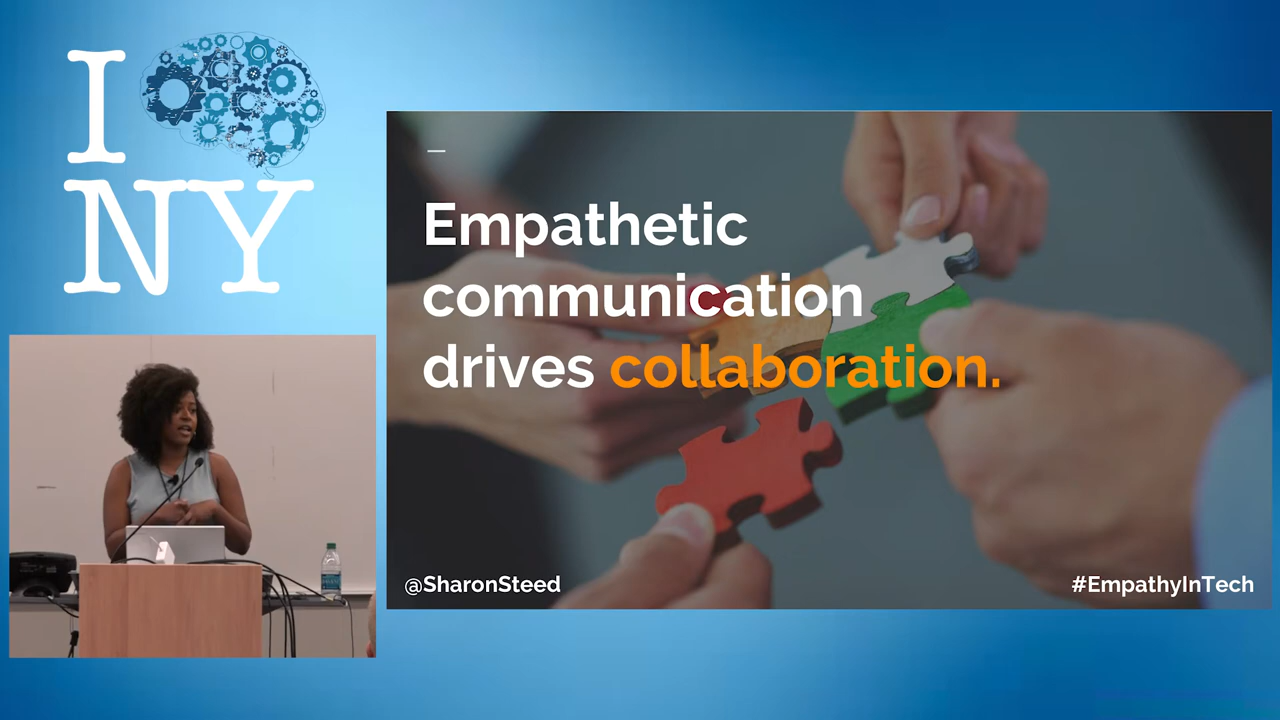 I
NY
Empathetic
communication
drives collaboration.
@SharonSteed
#EmpathyInTech